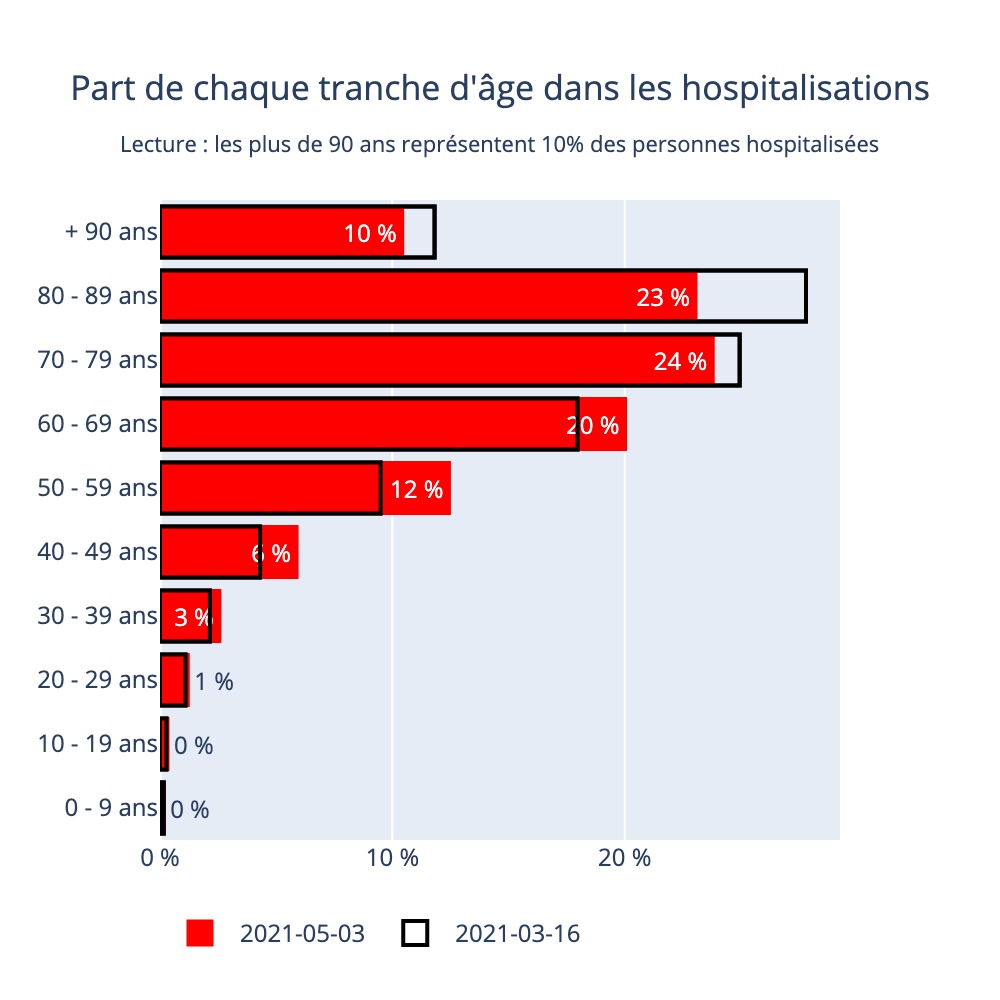 Part de chaque tranche d'âge dans les hospitalisations
Lecture : les plus de 90 ans représentent 10% des personnes hospitalisées
+ 90 ans 10 %
80 - 89 ans 23 %
70 - 79 ans 24 %
60 - 69 ans 20 %
50 - 59 ans 12 %
40 - 49 ans 6 %
30 - 39 ans 3 %
20 - 29 ans 1 %
10 - 19 ans 0 %
0 - 9 ans 0 %
0 % 10 % 20 %
2021-05-03 2021-03-16